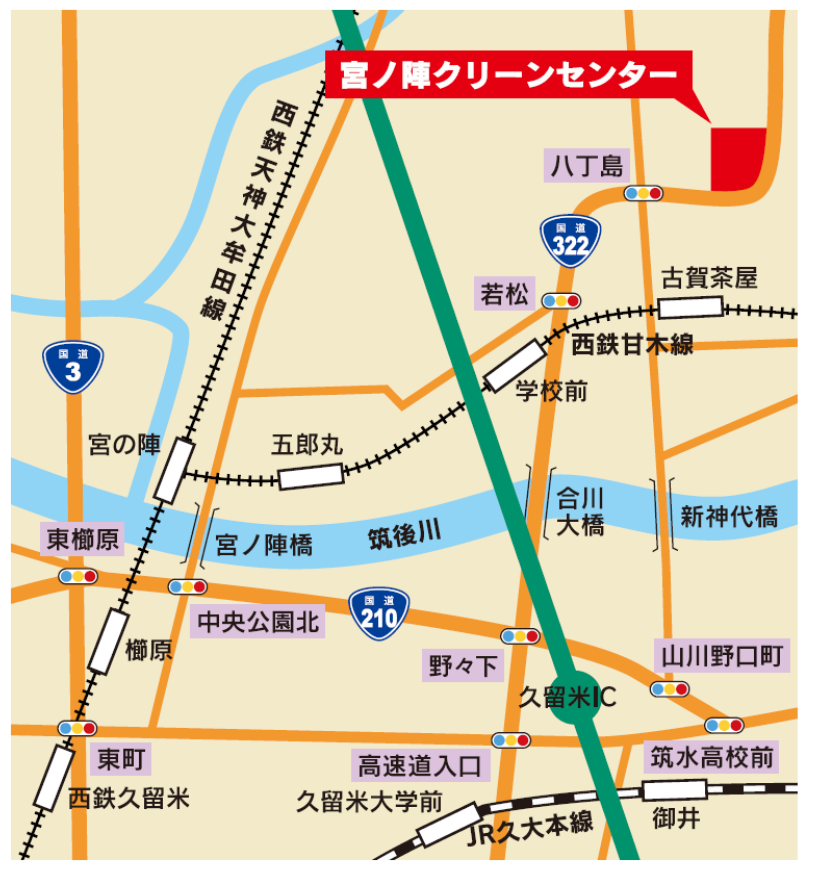 宮ノ陣クリーンセンター
西鉄天神大牟田線
八丁島
国道
322
古賀茶屋
若松
西鉄甘木線
国道
3
学校前
宮の陣
五郎丸
合川
大橋
新神代橋
東櫛原
宮ノ陣橋
筑後川
国道
210
中央公園北
櫛原
野々下
山川野口町
久留米IC
東町
高速道入口
筑水高校前
西鉄久留米
久留米大学前
JR久大本線
御井